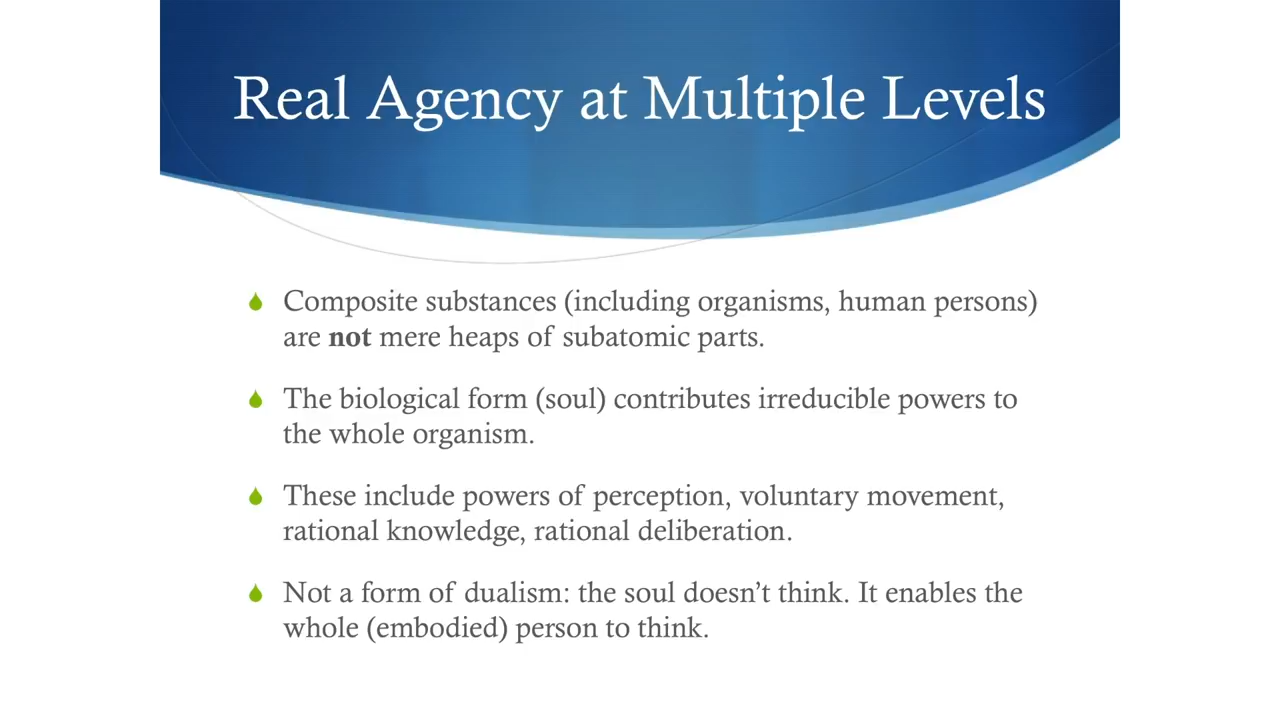 Real Agency at Multiple Levels
Composite substances (including organisms, human persons)
are not mere heaps of subatomic parts.
The biological form (soul) contributes irreducible powers to
the whole organism.
These include powers of perception, voluntary movement,
rational knowledge, rational deliberation.
Not a form of dualism: the soul doesn’t think. It enables the
whole (embodied) person to think.